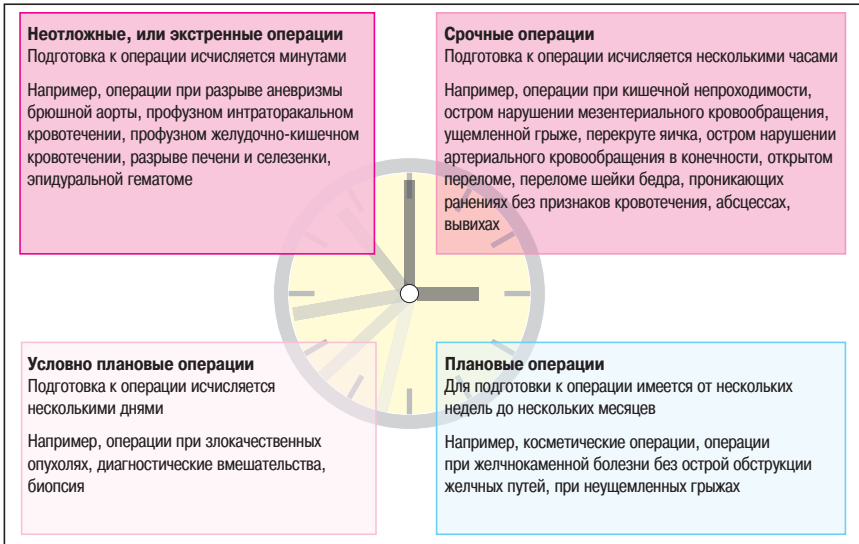 Неотложные, или экстренные операции
Подготовка к операции исчисляется минутами
Например, операции при разрыве аневризмы
брюшной аорты, профузном интраторакальном
кровотечении, профузном желудочно-кишечном
кровотечении, разрыве печени и селезенки,
эпидуральной гематоме
Срочные операции
Подготовка к операции исчисляется несколькими часами
Например, операции при кишечной непроходимости,
остром нарушении мезентериального кровообращения,
ущемленной грыже, перекруте яичка, остром нарушении
артериального кровообращения в конечности, открытом
переломе, переломе шейки бедра, проникающих
ранениях без признаков кровотечения, абсцессах,
вывихах
Условно плановые операции
Подготовка к операции исчисляется
несколькими днями
Например, операции при злокачественных
опухолях, диагностические вмешательства,
биопсия
Плановые операции
Для подготовки к операции имеется от нескольких
недель до нескольких месяцев
Например, косметические операции, операции
при желчнокаменной болезни без острой обструкции
желчных путей, при неущемленных грыжах